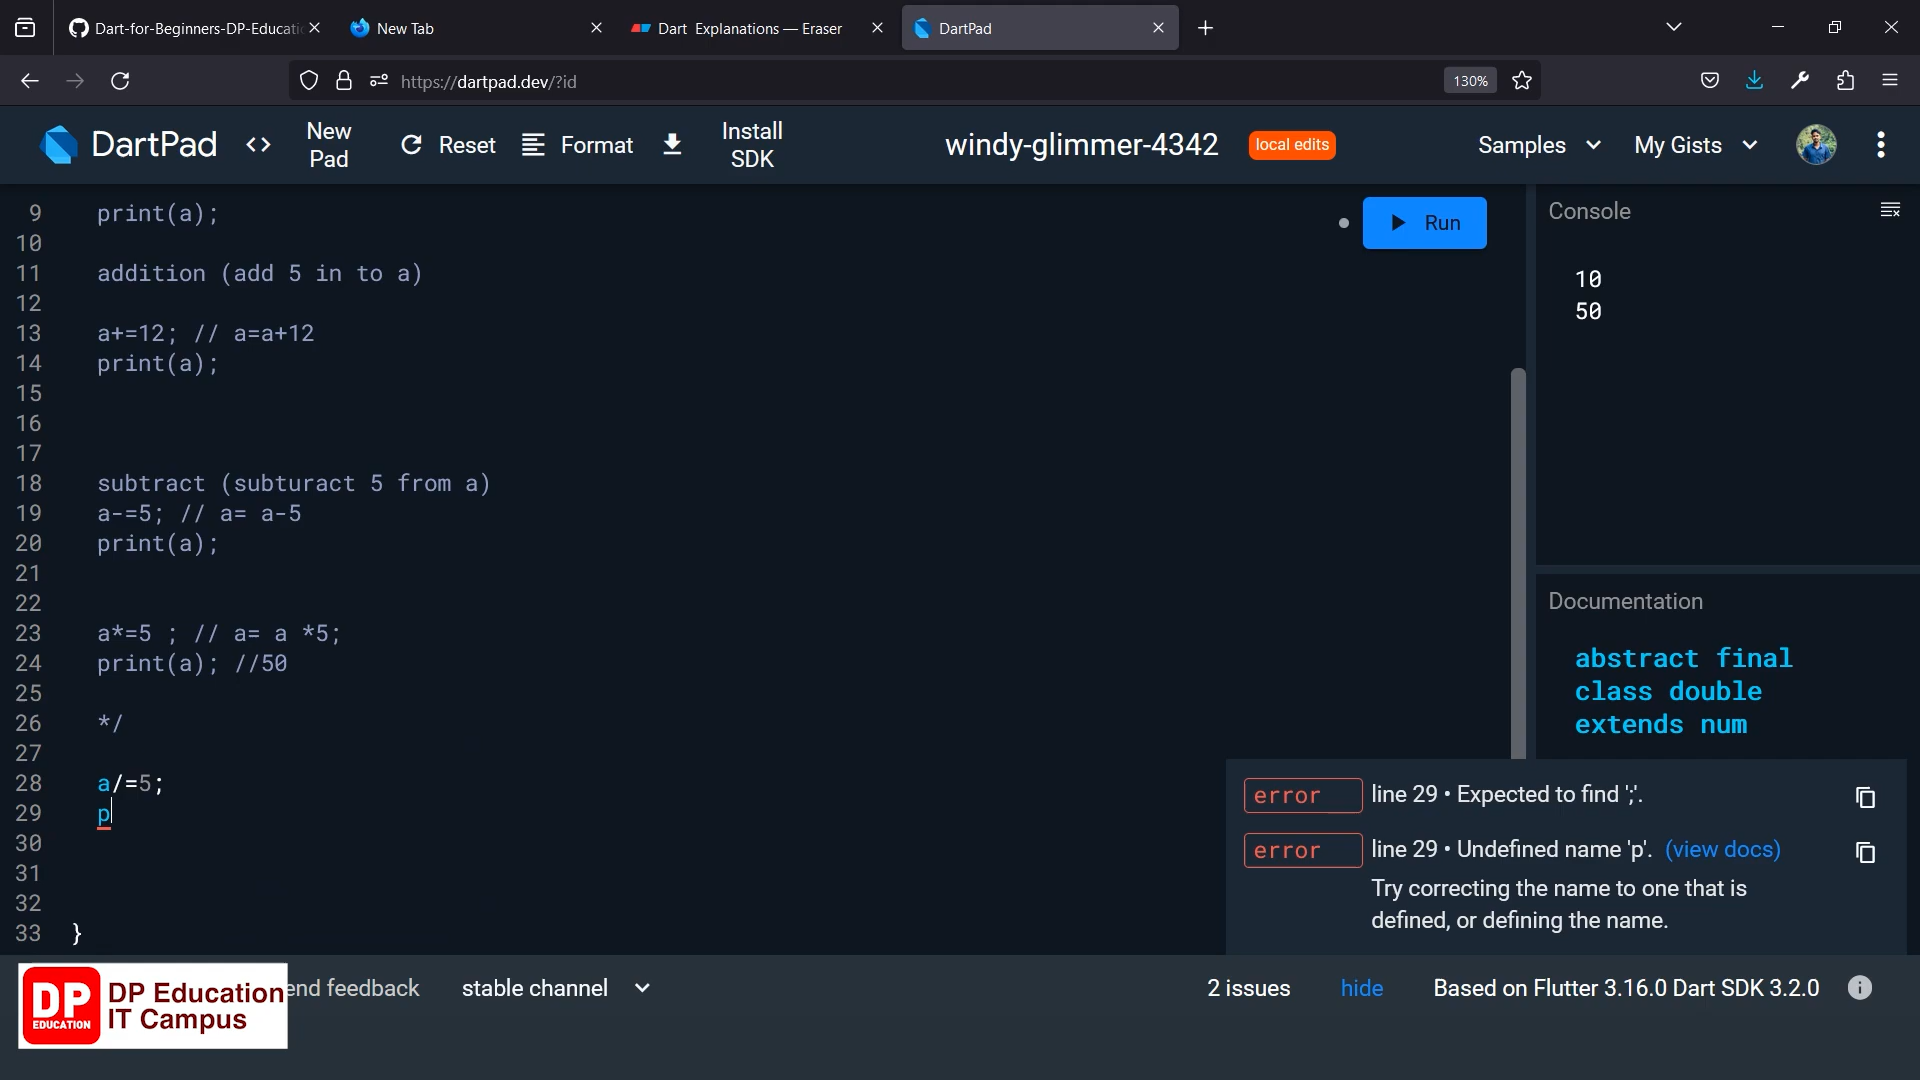 Dart-for-Beginners-DP-Educati
New Tab
Dart Explanations — Eraser
DartPad
https://dartpad.dev/?id
130%
DartPad
<>
New Pad
Reset
Format
Install SDK
windy-glimmer-4342
local edits
Samples
My Gists
9 print(a);
10
11 addition (add 5 in to a)
12
13 a+=12; // a=a+12
14 print(a);
15
16
17
18 subtract (subturact 5 from a)
19 a-=5; // a= a-5
20 print(a);
21
22
23 a*=5 ; // a= a *5;
24 print(a); //50
25
26 */
27
28 a/=5;
29 p
30
31
32
33 }
Run
Console
10
50
Documentation
abstract final
class double
extends num
error line 29 • Expected to find ';'.
error line 29 • Undefined name 'p'. (view docs)
Try correcting the name to one that is
defined, or defining the name.
DP
EDUCATION
DP Education
IT Campus
end feedback
stable channel
2 issues
hide
Based on Flutter 3.16.0 Dart SDK 3.2.0